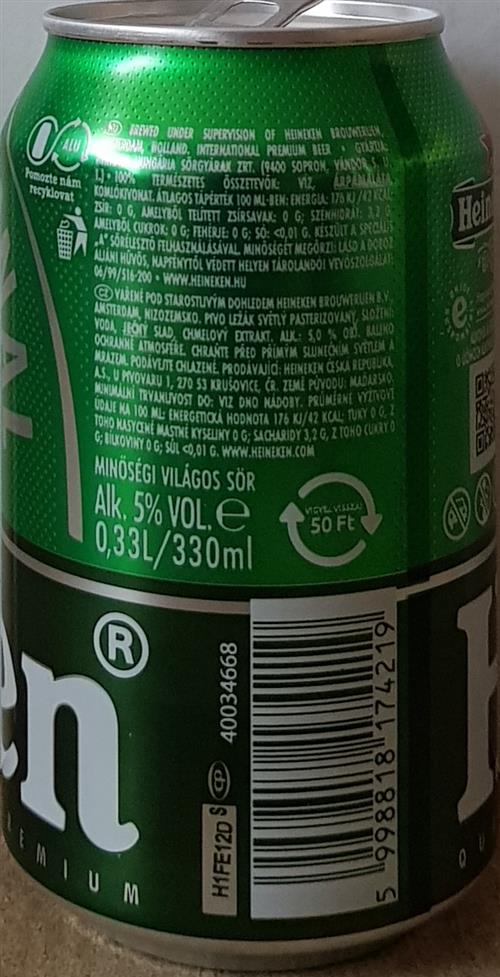 ALU
Pomozte nám
recyklovat
BREWED UNDER SUPERVISION OF HEINEKEN BROUWERIJEN,
HOLLAND. INTERNATIONAL PREMIUM BEER • GYÁRTJA:
HUNGÁRIA SÖRGYÁRAK ZRT. (9400 SOPRON, VÁNDOR S. U.
1.) • 100% TERMÉSZETES ÖSSZETEVŐK: VÍZ, ÁRPAMALÁTA,
KOMLÓKIVONAT. ÁTLAGOS TÁPÉRTÉK 100 ML-BEN: ENERGIA: 176 KJ/42 KCAL,
ZSÍR: 0 G, AMELYBŐL TELÍTETT ZSÍRSAVAK: 0 G; SZÉNHIDRÁT: 3,2 G,
AMELYBŐL CUKROK: 0 G; FEHÉRJE: 0 G; SÓ: <0,01 G. KÉSZÜLT A SPECIÁLIS
„A" SÖRÉLESZTŐ FELHASZNÁLÁSÁVAL. MINŐSÉGÉT MEGŐRZI: LÁSD A DOBOZ
ALJÁN! HŰVÖS, NAPFÉNYTŐL VÉDETT HELYEN TÁROLANDÓ! VEVŐSZOLGÁLAT:
06/99/516-200 • WWW.HEINEKEN.HU
CZ VAŘENÉ POD STAROSTLIVÝM DOHLEDEM HEINEKEN BROUWERIJEN B.V.,
AMSTERDAM, NIZOZEMSKO. PIVO LEŽÁK SVĚTLÝ PASTERIZOVANÝ. SLOŽENÍ:
VODA, JEČNÝ SLAD, CHMELOVÝ EXTRAKT. ALK.: 5,0 % OBJ. BALENO
OCHRANNÉ ATMOSFÉŘE. CHRAŇTE PŘED PŘÍMÝM SLUNEČNÍM SVĚTLEM A
MRAZEM. PODÁVEJTE CHLAZENÉ. PRODÁVAJÍCÍ: HEINEKEN ČESKÁ REPUBLIKA,
A.S., U PIVOVARU 1, 270 53 KRUŠOVICE, ČR. ZEMĚ PŮVODU: MAĎARSKO.
MINIMÁLNÍ TRVANLIVOST DO: VIZ DNO NÁDOBY. PRŮMĚRNÉ VÝŽIVOVÉ
ÚDAJE NA 100 ML: ENERGETICKÁ HODNOTA 176 KJ/42 KCAL; TUKY 0 G, Z
TOHO NASYCENÉ MASTNÉ KYSELINY 0 G; SACHARIDY 3,2 G, Z TOHO CUKRY 0
G; BÍLKOVINY 0 G; SŮL <0,01 G. WWW.HEINEKEN.COM
MINŐSÉGI VILÁGOS SÖR
Alk. 5% VOL. e
0,33L/330ml
50 Ft
Hein
en®
EMIUM
40034668
H1FE12D S
5 998818 174219
QU